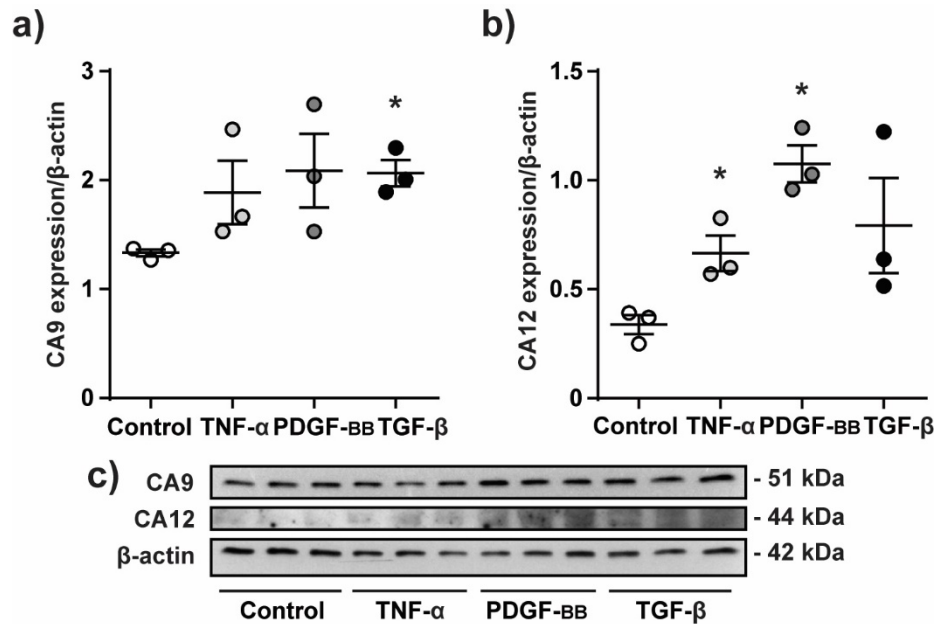 a)
CA9 expression/β-actin
3
2
1
0
*
Control TNF-α PDGF-BB TGF-β
b)
CA12 expression/β-actin
1.5
1.0
0.5
0
*
*
Control TNF-α PDGF-BB TGF-β
c)
CA9 - 51 kDa
CA12 - 44 kDa
β-actin - 42 kDa
Control TNF-α PDGF-BB TGF-β